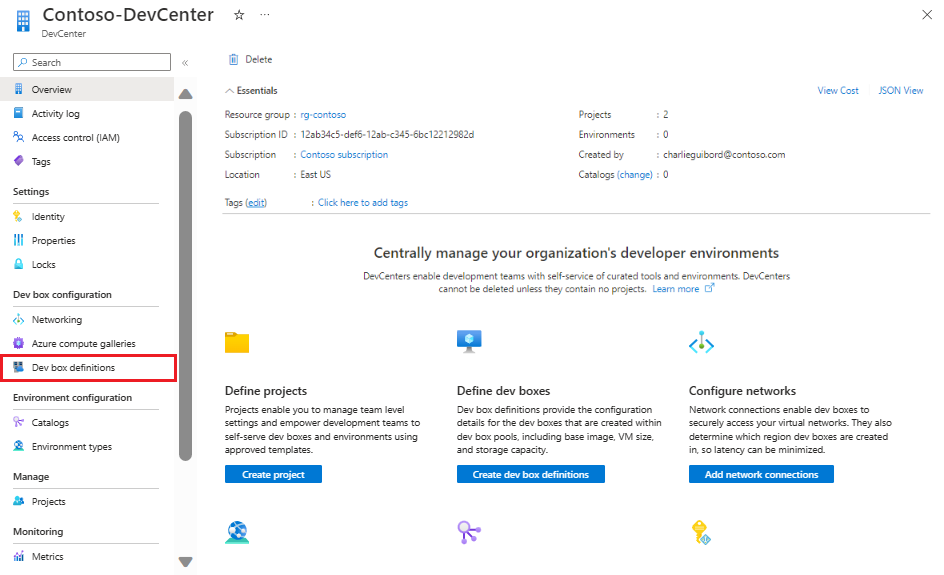 Contoso-DevCenter
DevCenter
Search
«
Overview
Activity log
Access control (IAM)
Tags
Settings
Identity
Properties
Locks
Dev box configuration
Networking
Azure compute galleries
Dev box definitions
Environment configuration
Catalogs
Environment types
Manage
Projects
Monitoring
Metrics
Delete
Essentials
View Cost JSON View
Resource group : rg-contoso
Subscription ID : 12ab34c5-def6-12ab-c345-6bc12212982d
Subscription : Contoso subscription
Location : East US
Projects : 2
Environments : 0
Created by : charlieguibord@contoso.com
Catalogs (change) : 0
Tags (edit) : Click here to add tags
Centrally manage your organization's developer environments
DevCenters enable development teams with self-service of curated tools and environments. DevCenters
cannot be deleted unless they contain no projects. Learn more
Define projects
Projects enable you to manage team level
settings and empower development teams to
self-serve dev boxes and environments using
approved templates.
Create project
Define dev boxes
Dev box definitions provide the configuration
details for the dev boxes that are created within
dev box pools, including base image, VM size,
and storage capacity.
Create dev box definitions
Configure networks
Network connections enable dev boxes to
securely access your virtual networks. They also
determine which region dev boxes are created
in, so latency can be minimized.
Add network connections